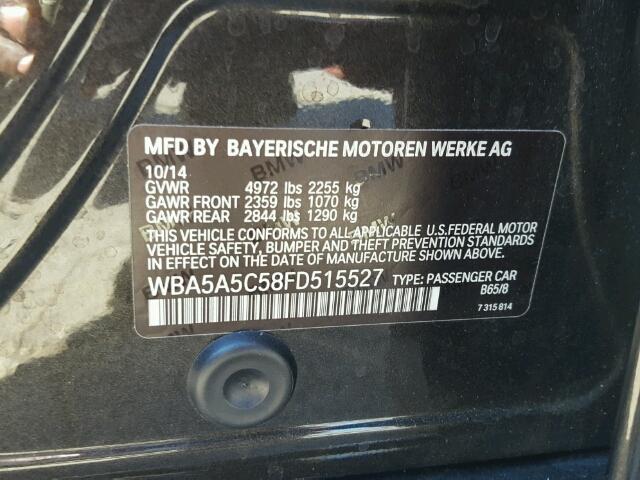 MFD BY BAYERISCHE MOTOREN WERKE AG
10/14
GVWR 4972 lbs 2255 kg
GAWR FRONT 2359 lbs 1070 kg
GAWR REAR 2844 lbs 1290 kg
THIS VEHICLE CONFORMS TO ALL APPLICABLE U.S.FEDERAL MOTOR
VEHICLE SAFETY, BUMPER AND THEFT PREVENTION STANDARDS
IN EFFECT ON THE DATE OF MANUFACTURE SHOWN ABOVE.
WBA5A5C58FD515527 TYPE: PASSENGER CAR
B65/8
7 315 814